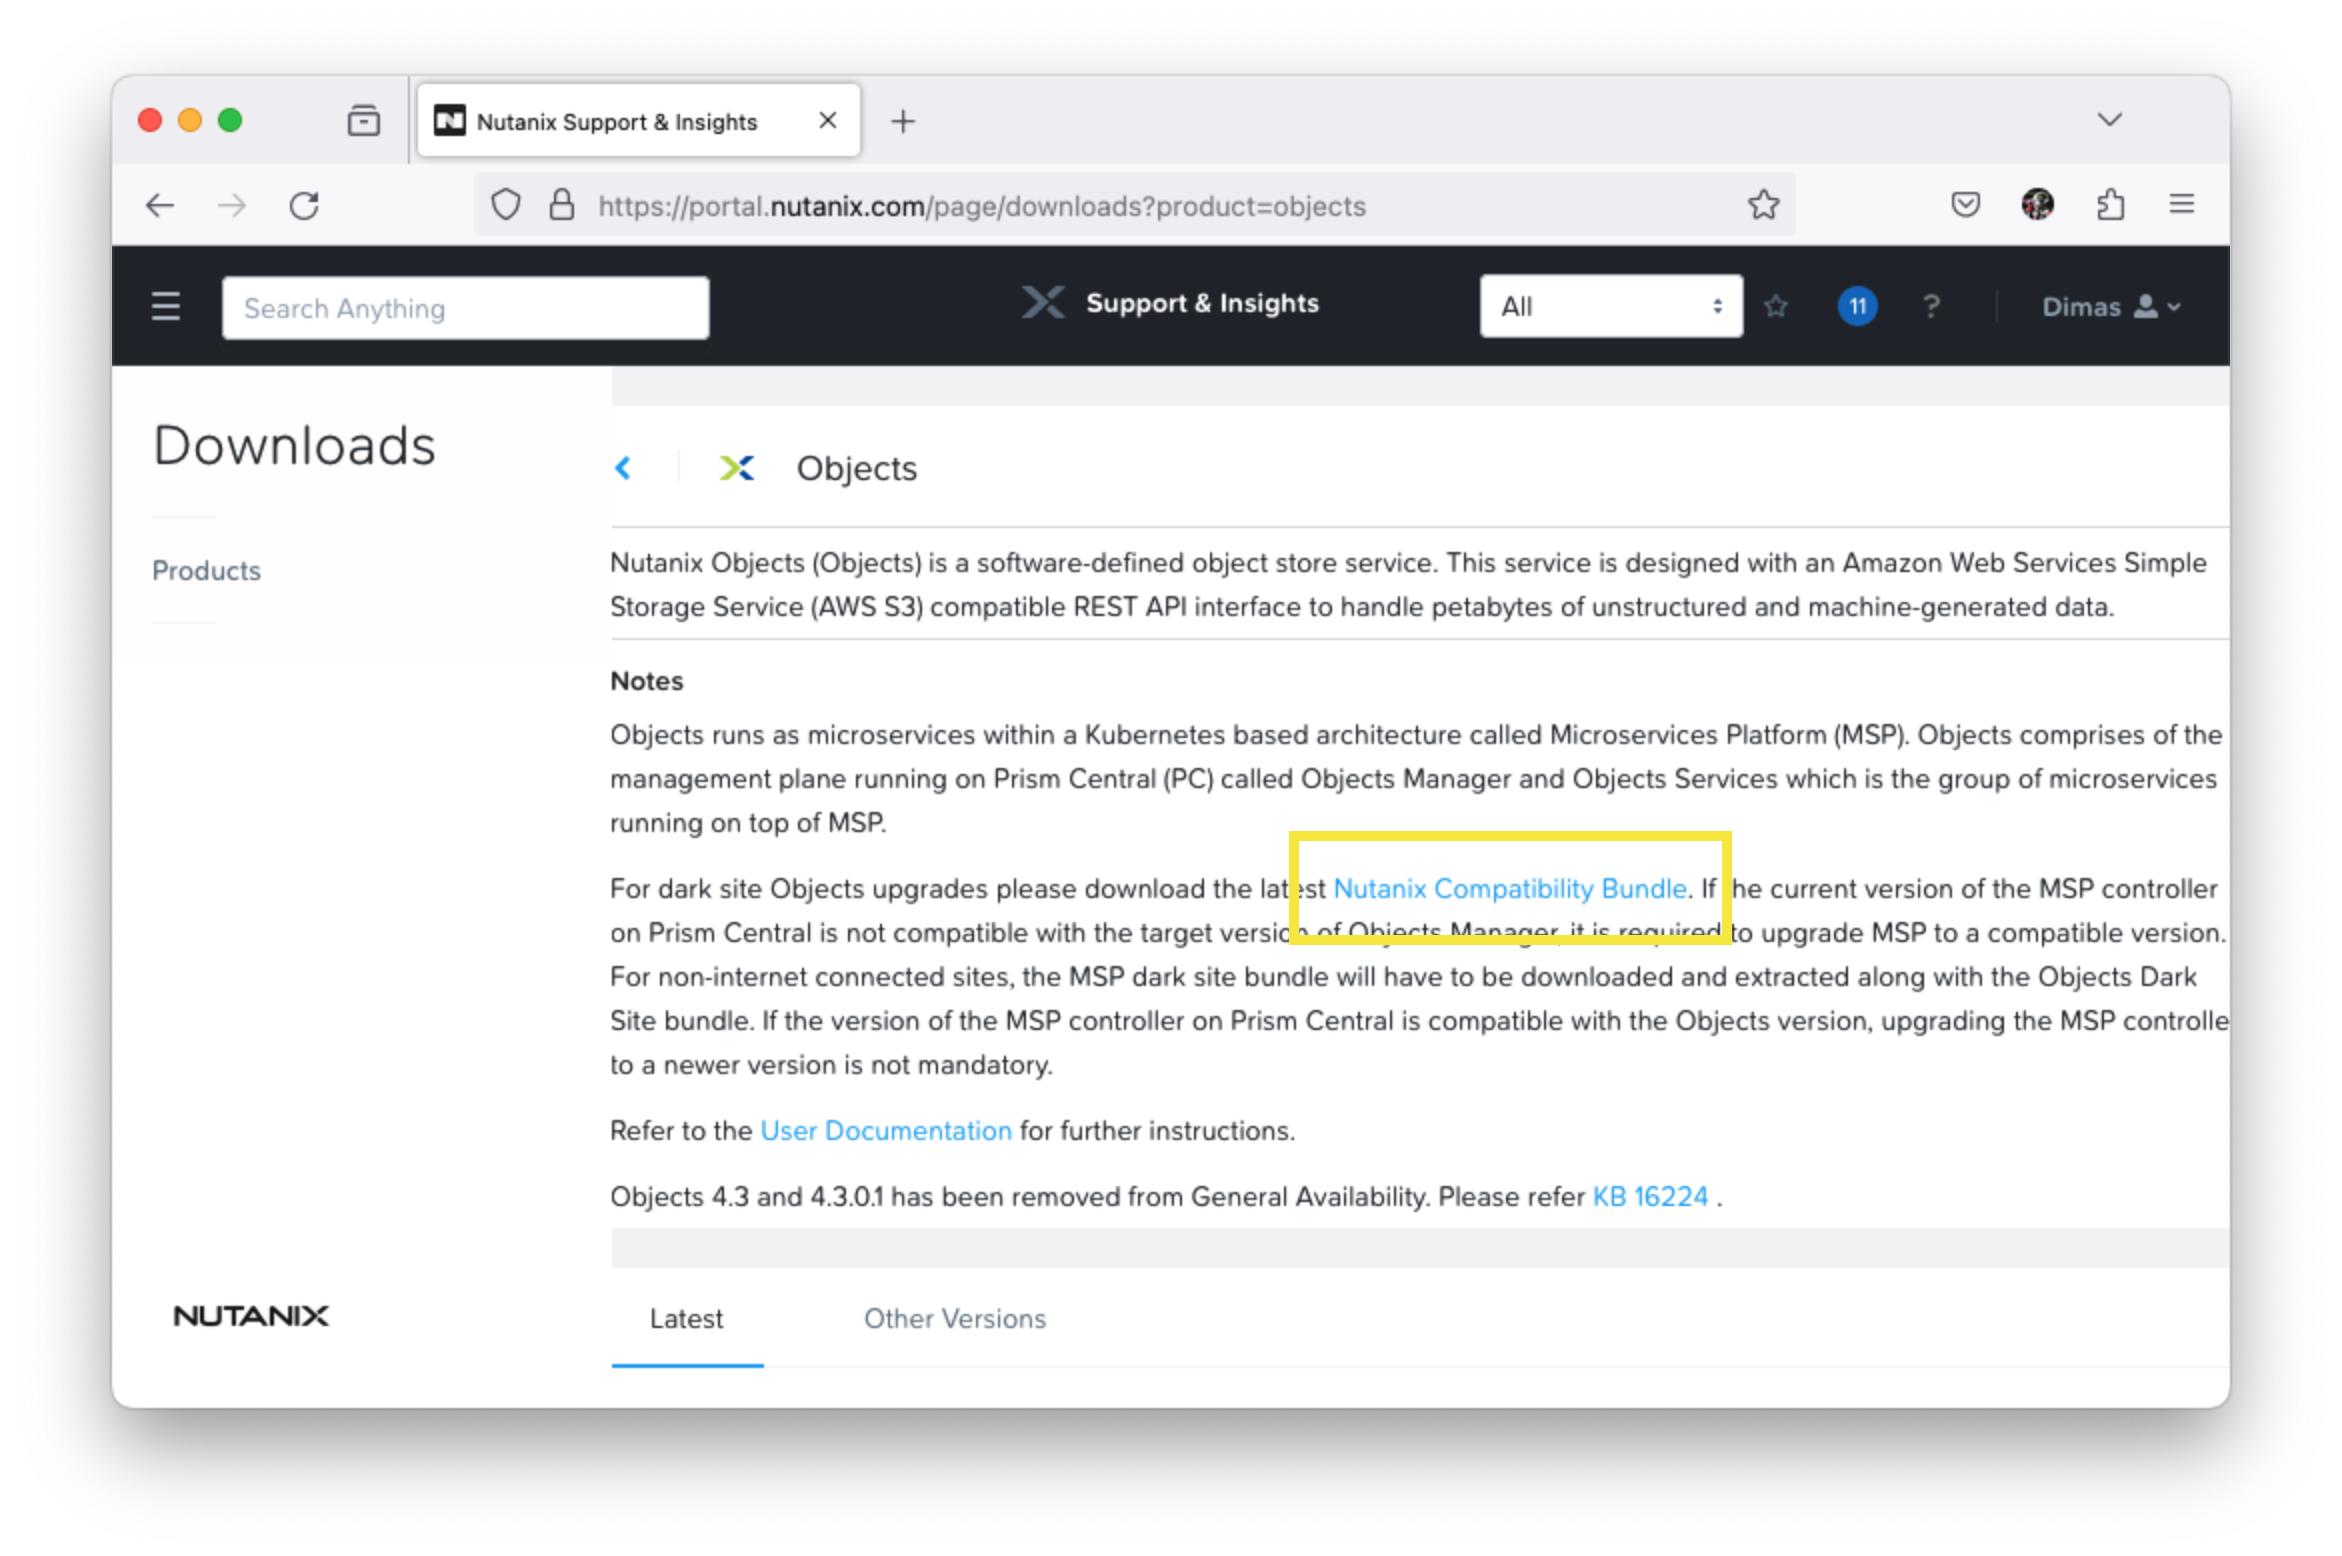 Nutanix Support & Insights
https://portal.nutanix.com/page/downloads?product=objects
Search Anything
Support & Insights
All
11
?
Dimas
Downloads
Products
Objects
Nutanix Objects (Objects) is a software-defined object store service. This service is designed with an Amazon Web Services Simple
Storage Service (AWS S3) compatible REST API interface to handle petabytes of unstructured and machine-generated data.
Notes
Objects runs as microservices within a Kubernetes based architecture called Microservices Platform (MSP). Objects comprises of the
management plane running on Prism Central (PC) called Objects Manager and Objects Services which is the group of microservices
running on top of MSP.
For dark site Objects upgrades please download the latest Nutanix Compatibility Bundle. If the current version of the MSP controller
on Prism Central is not compatible with the target version of Objects Manager, it is required to upgrade MSP to a compatible version.
For non-internet connected sites, the MSP dark site bundle will have to be downloaded and extracted along with the Objects Dark
Site bundle. If the version of the MSP controller on Prism Central is compatible with the Objects version, upgrading the MSP controlle
to a newer version is not mandatory.
Refer to the User Documentation for further instructions.
Objects 4.3 and 4.3.0.1 has been removed from General Availability. Please refer KB 16224 .
NUTANIX
Latest
Other Versions